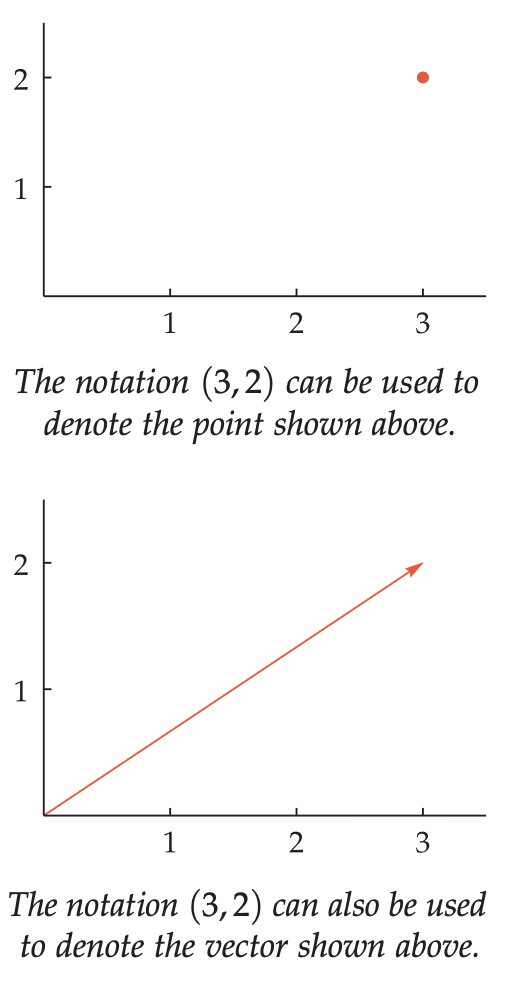 2
1
1 2 3
The notation (3, 2) can be used to
denote the point shown above.
2
1
1 2 3
The notation (3, 2) can also be used
to denote the vector shown above.